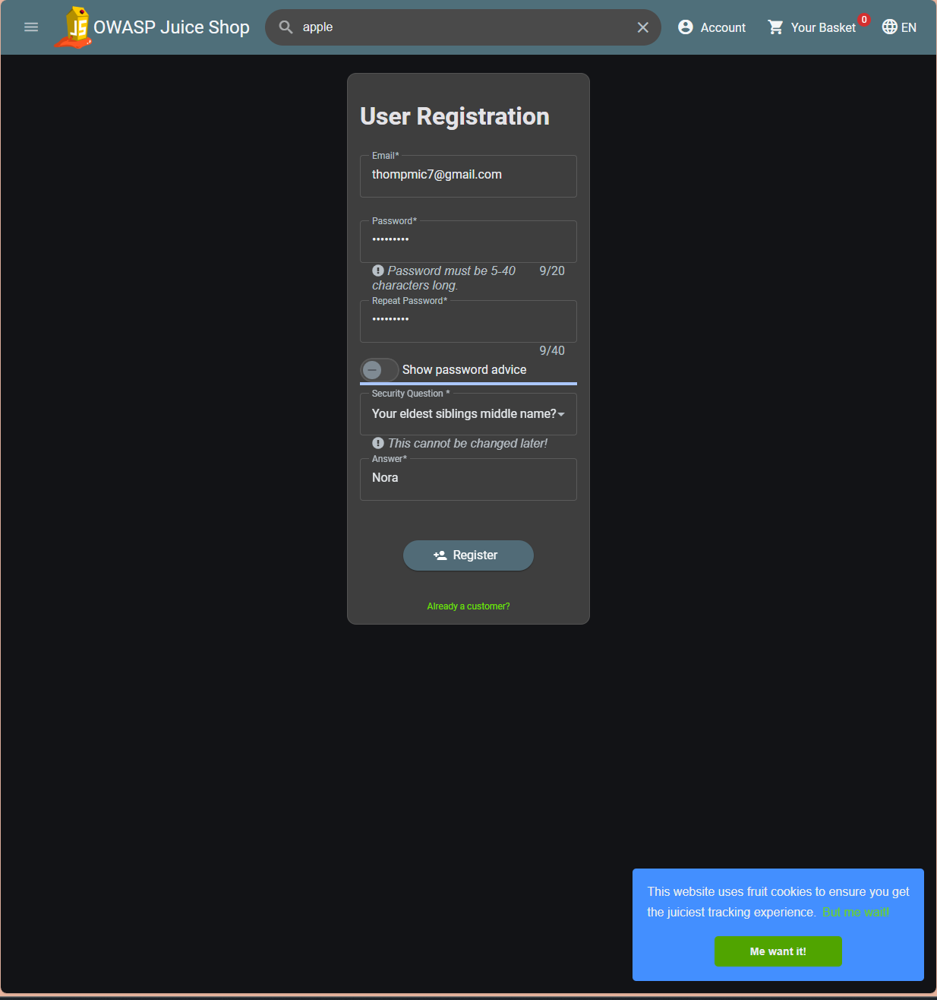 OWASP Juice Shop
apple
Account
Your Basket
0
EN
User Registration
Email*
thompmic7@gmail.com
Password*
•••••••••
Password must be 5-40 characters long.
9/20
Repeat Password*
•••••••••
9/40
Show password advice
Security Question *
Your eldest siblings middle name?
This cannot be changed later!
Answer*
Nora
Register
Already a customer?
This website uses fruit cookies to ensure you get
the juiciest tracking experience. But me wait!
Me want it!